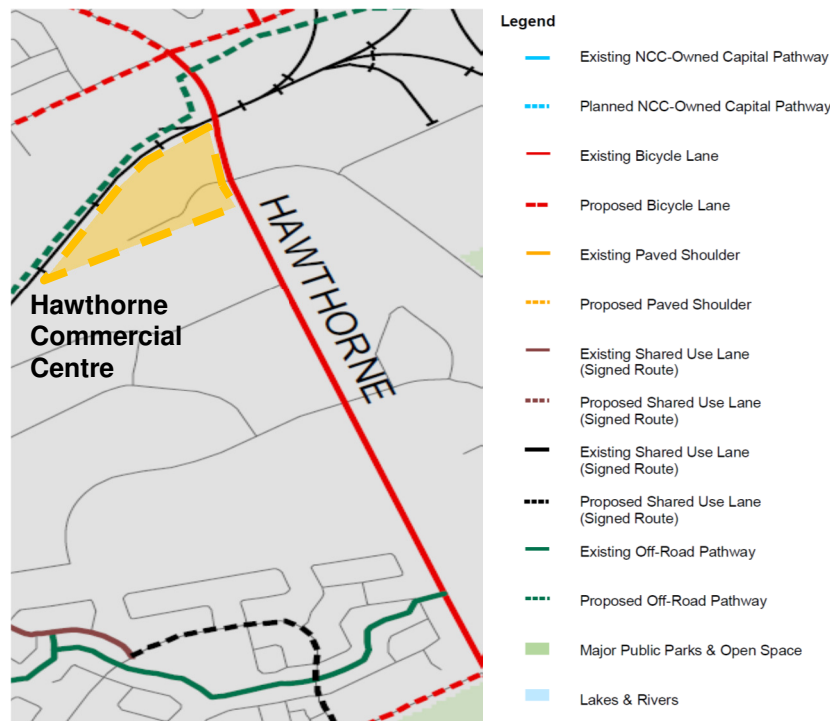 HAWTHORNE
Hawthorne
Commercial
Centre
Legend
Existing NCC-Owned Capital Pathway
Planned NCC-Owned Capital Pathway
Existing Bicycle Lane
Proposed Bicycle Lane
Existing Paved Shoulder
Proposed Paved Shoulder
Existing Shared Use Lane
(Signed Route)
Proposed Shared Use Lane
(Signed Route)
Existing Shared Use Lane
(Signed Route)
Proposed Shared Use Lane
(Signed Route)
Existing Off-Road Pathway
Proposed Off-Road Pathway
Major Public Parks & Open Space
Lakes & Rivers